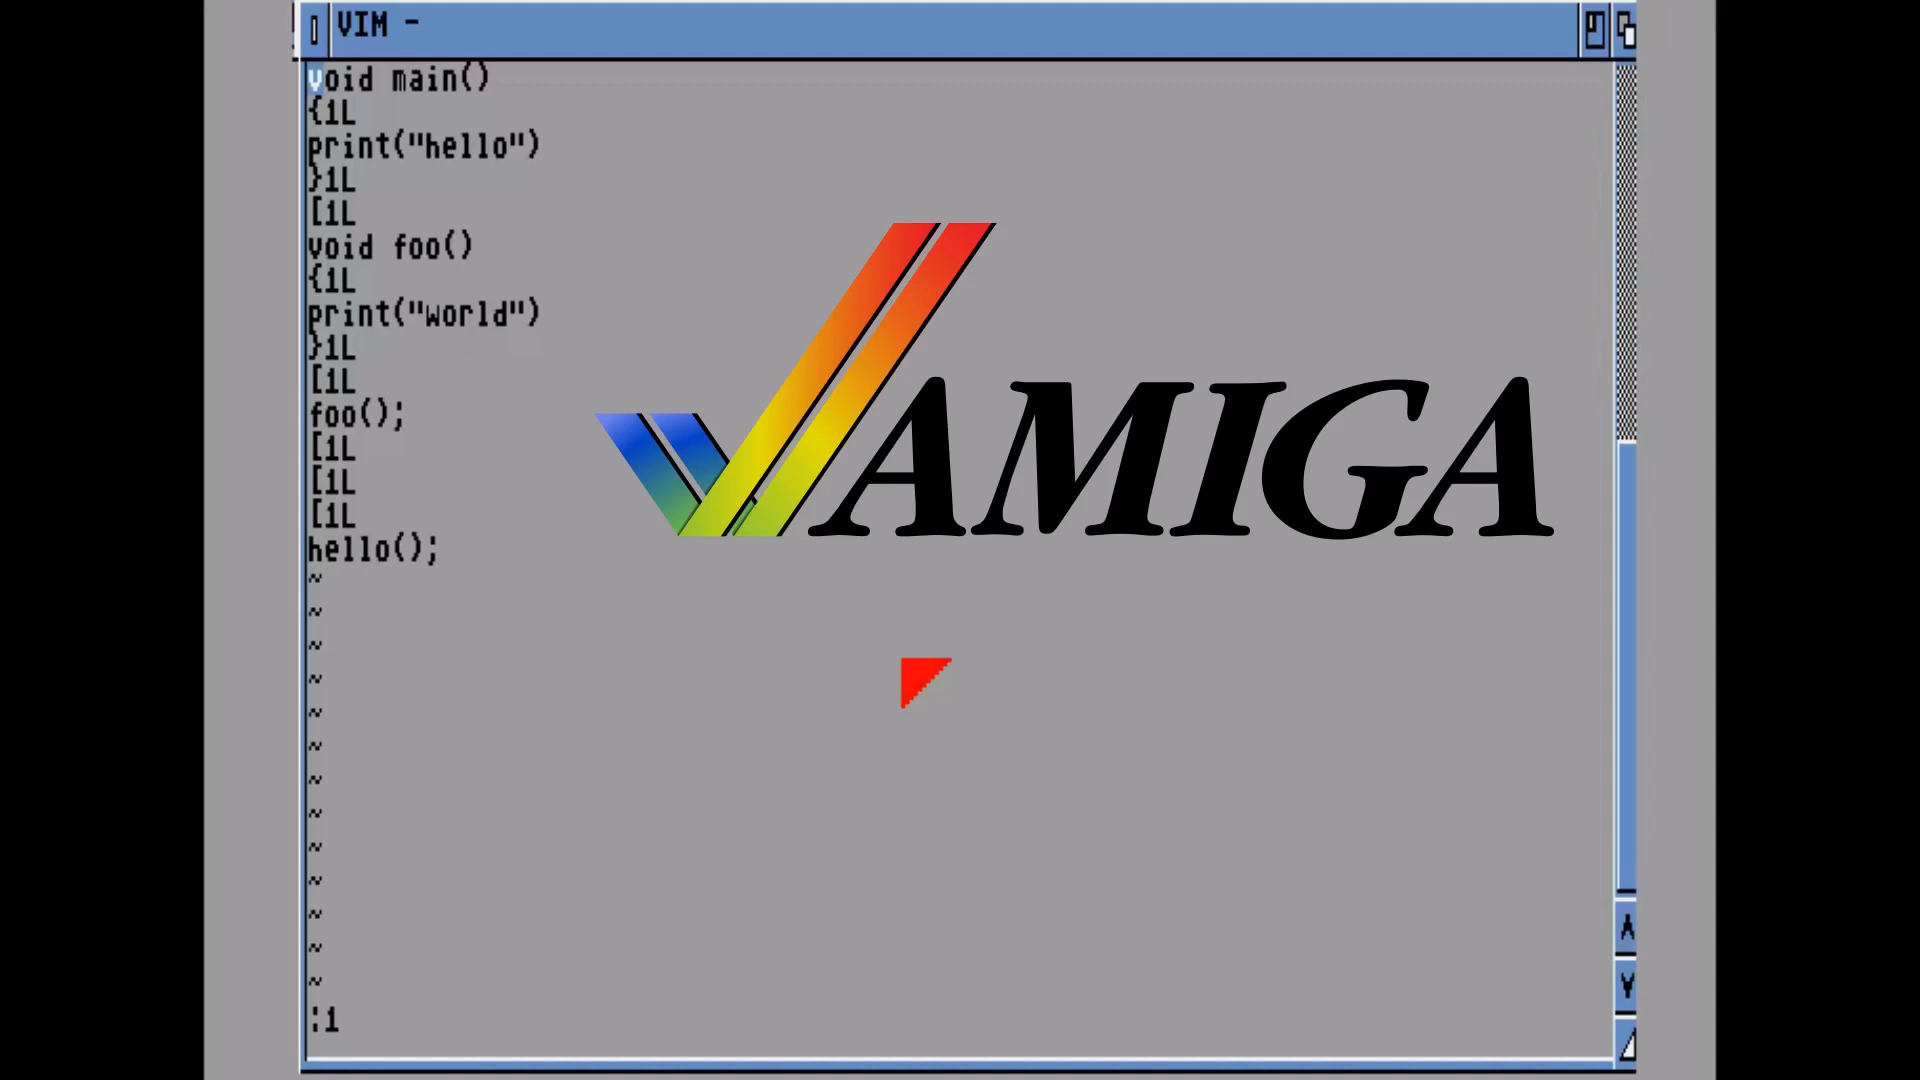 VIM -
void main()
{1L
print("hello")
}1L
[1L
void foo()
{1L
print("world")
}1L
[1L
foo();
[1L
[1L
[1L
hello();
~
~
~
~
~
~
~
~
~
~
~
~
~
:1
AMIGA